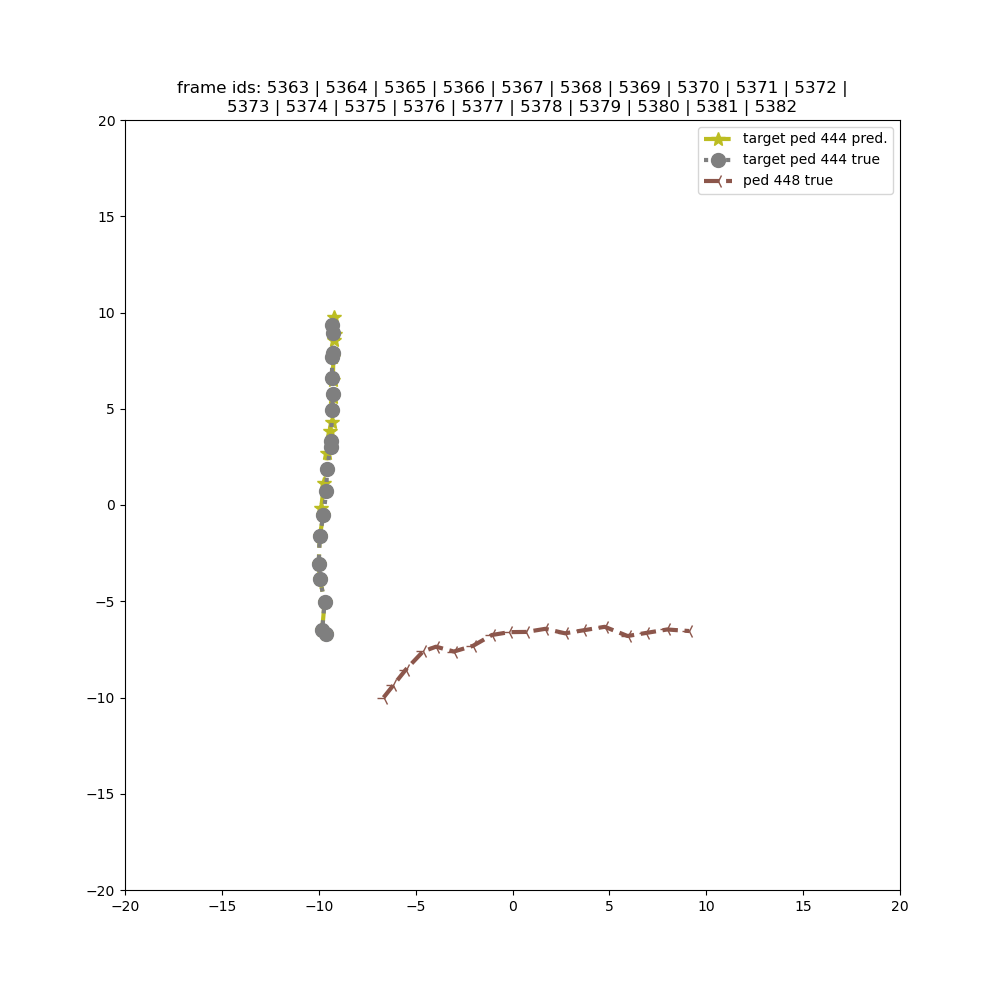 frame ids: 5363 | 5364 | 5365 | 5366 | 5367 | 5368 | 5369 | 5370 | 5371 | 5372 |
5373 | 5374 | 5375 | 5376 | 5377 | 5378 | 5379 | 5380 | 5381 | 5382
target ped 444 pred.
target ped 444 true
ped 448 true
20
15
10
5
0
−5
−10
−15
−20
−20 −15 −10 −5 0 5 10 15 20